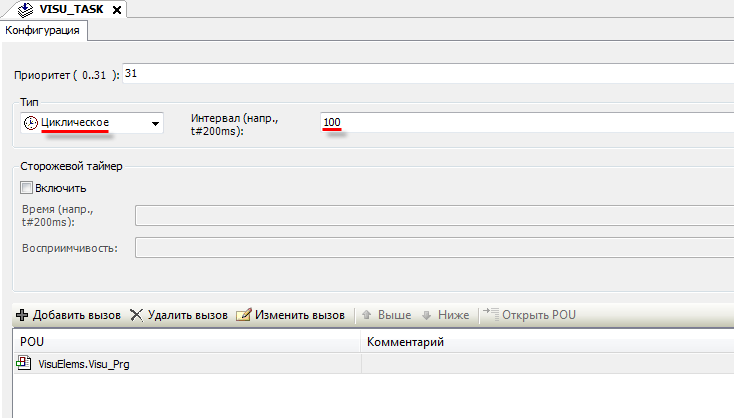 VISU_TASK
Конфигурация
Приоритет ( 0..31 ): 31
Тип
Циклическое
Интервал (напр., t#200ms):
100
Сторожевой таймер
Включить
Время (напр., t#200ms):
Восприимчивость:
Добавить вызов Удалить вызов Изменить вызов Выше Ниже Открыть POU
POU Комментарий
VisuElems.Visu_Prg